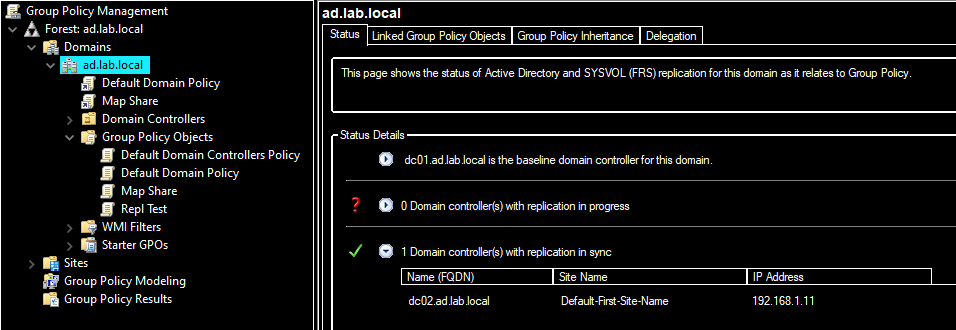 Group Policy Management
Forest: ad.lab.local
Domains
ad.lab.local
Default Domain Policy
Map Share
Domain Controllers
Group Policy Objects
Default Domain Controllers Policy
Default Domain Policy
Map Share
Repl Test
WMI Filters
Starter GPOs
Sites
Group Policy Modeling
Group Policy Results
ad.lab.local
Status Linked Group Policy Objects Group Policy Inheritance Delegation
This page shows the status of Active Directory and SYSVOL (FRS) replication for this domain as it relates to Group Policy.
Status Details
dc01.ad.lab.local is the baseline domain controller for this domain.
0 Domain controller(s) with replication in progress
1 Domain controller(s) with replication in sync
Name (FQDN) Site Name IP Address
dc02.ad.lab.local Default-First-Site-Name 192.168.1.11